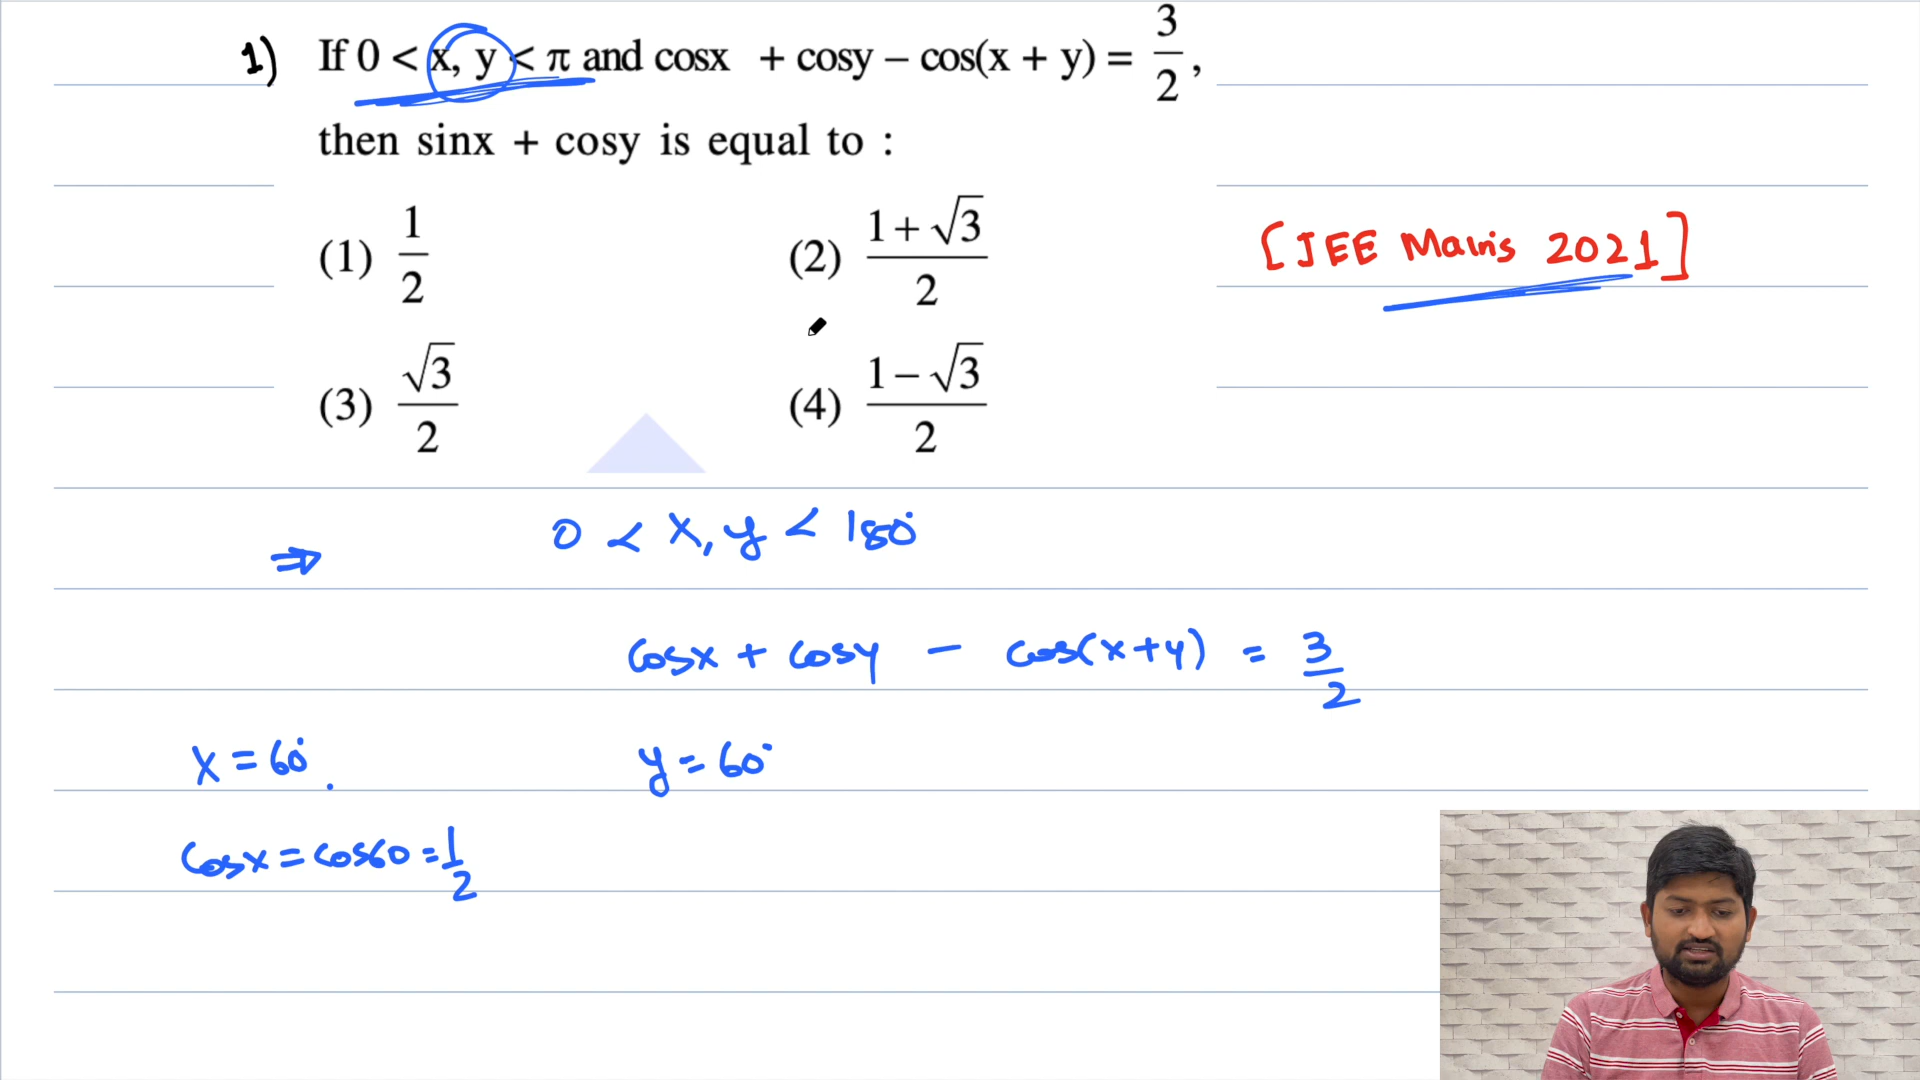 1) If 0 < x, y < π and cosx + cosy – cos(x + y) = 3/2,
then sinx + cosy is equal to :
(1) 1/2 (2) (1+√3)/2
[JEE Mains 2021]
(3) √3/2 (4) (1–√3)/2
⇒ 0 < x, y < 180°
cosx + cosy – cos(x+y) = 3/2
x = 60° y = 60°
cosx = cos60 = 1/2